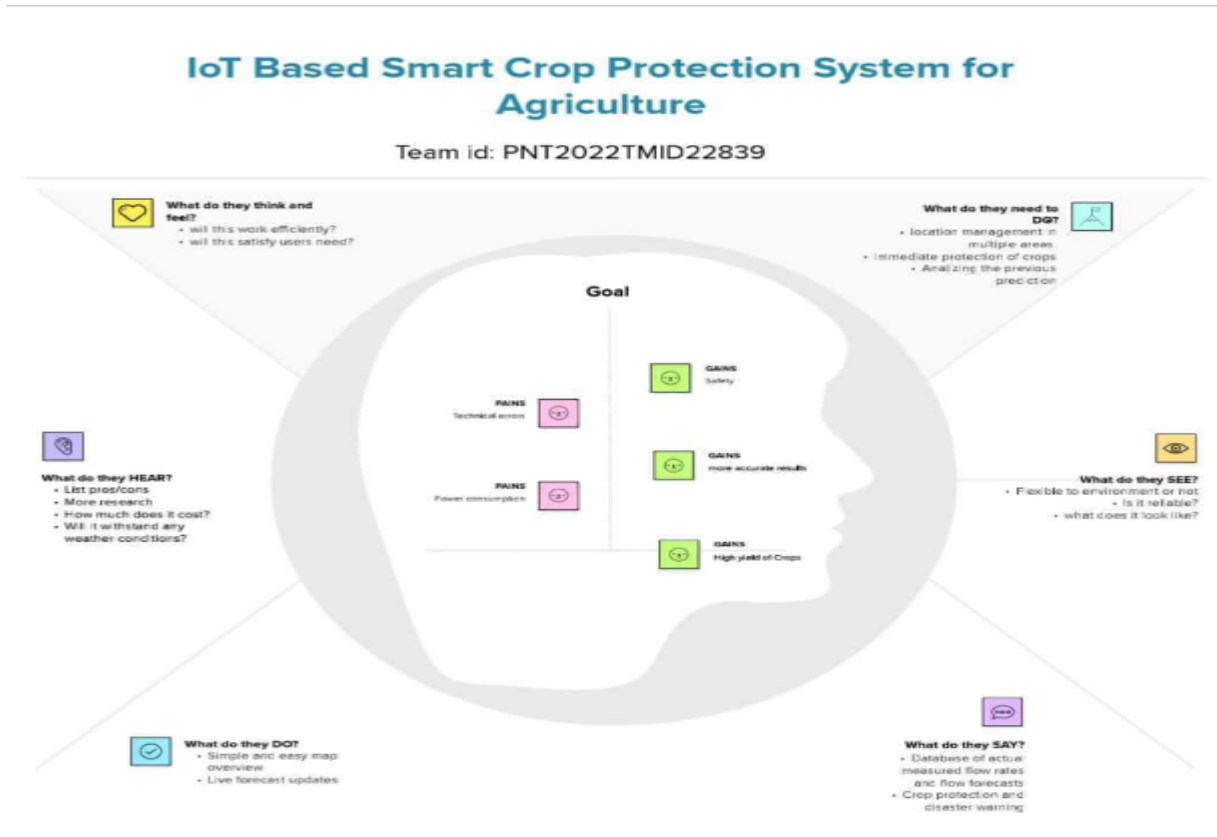 IoT Based Smart Crop Protection System for
Agriculture
Team id: PNT2022TMID22839
What do they think and
feel?
• will this work efficiently?
• will this satisfy users need?
What do they need to
DO?
• location management in
multiple areas
• Immediate protection of crops
• Analizing the previous
prediction
Goal
GAINS
Safety
PAINS
Technical errors
GAINS
more accurate results
PAINS
Power consumption
GAINS
High yield of Crops
What do they HEAR?
• List pros/cons
• More research
• How much does it cost?
• Will it withstand any
weather conditions?
What do they SEE?
• Flexible to environment or not
• Is it reliable?
• what does it look like?
What do they DO?
• Simple and easy map
overview
• Live forecast updates
What do they SAY?
• Database of actual
measured flow rates
and flow forecasts
• Crop protection and
disaster warning